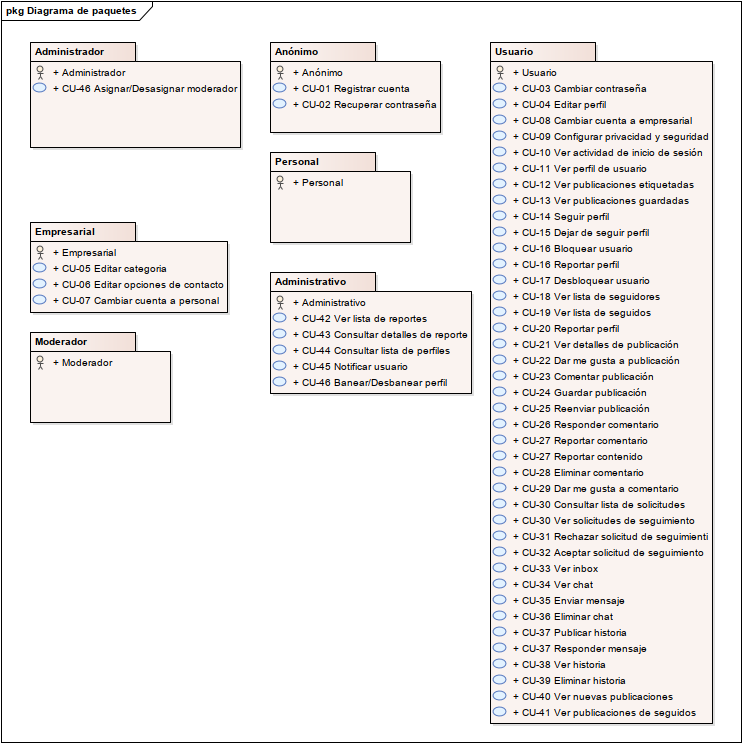 pkg Diagrama de paquetes
Administrador
+ Administrador
+ CU-46 Asignar/Desasignar moderador
Anónimo
+ Anónimo
+ CU-01 Registrar cuenta
+ CU-02 Recuperar contraseña
Personal
+ Personal
Empresarial
+ Empresarial
+ CU-05 Editar categoria
+ CU-06 Editar opciones de contacto
+ CU-07 Cambiar cuenta a personal
Administrativo
+ Administrativo
+ CU-42 Ver lista de reportes
+ CU-43 Consultar detalles de reporte
+ CU-44 Consultar lista de perfiles
+ CU-45 Notificar usuario
+ CU-46 Banear/Desbanear perfil
Moderador
+ Moderador
Usuario
+ Usuario
+ CU-03 Cambiar contraseña
+ CU-04 Editar perfil
+ CU-08 Cambiar cuenta a empresarial
+ CU-09 Configurar privacidad y seguridad
+ CU-10 Ver actividad de inicio de sesión
+ CU-11 Ver perfil de usuario
+ CU-12 Ver publicaciones etiquetadas
+ CU-13 Ver publicaciones guardadas
+ CU-14 Seguir perfil
+ CU-15 Dejar de seguir perfil
+ CU-16 Bloquear usuario
+ CU-16 Reportar perfil
+ CU-17 Desbloquear usuario
+ CU-18 Ver lista de seguidores
+ CU-19 Ver lista de seguidos
+ CU-20 Reportar perfil
+ CU-21 Ver detalles de publicación
+ CU-22 Dar me gusta a publicación
+ CU-23 Comentar publicación
+ CU-24 Guardar publicación
+ CU-25 Reenviar publicación
+ CU-26 Responder comentario
+ CU-27 Reportar comentario
+ CU-27 Reportar contenido
+ CU-28 Eliminar comentario
+ CU-29 Dar me gusta a comentario
+ CU-30 Consultar lista de solicitudes
+ CU-30 Ver solicitudes de seguimiento
+ CU-31 Rechazar solicitud de seguimienti
+ CU-32 Aceptar solicitud de seguimiento
+ CU-33 Ver inbox
+ CU-34 Ver chat
+ CU-35 Enviar mensaje
+ CU-36 Eliminar chat
+ CU-37 Publicar historia
+ CU-37 Responder mensaje
+ CU-38 Ver historia
+ CU-39 Eliminar historia
+ CU-40 Ver nuevas publicaciones
+ CU-41 Ver publicaciones de seguidos